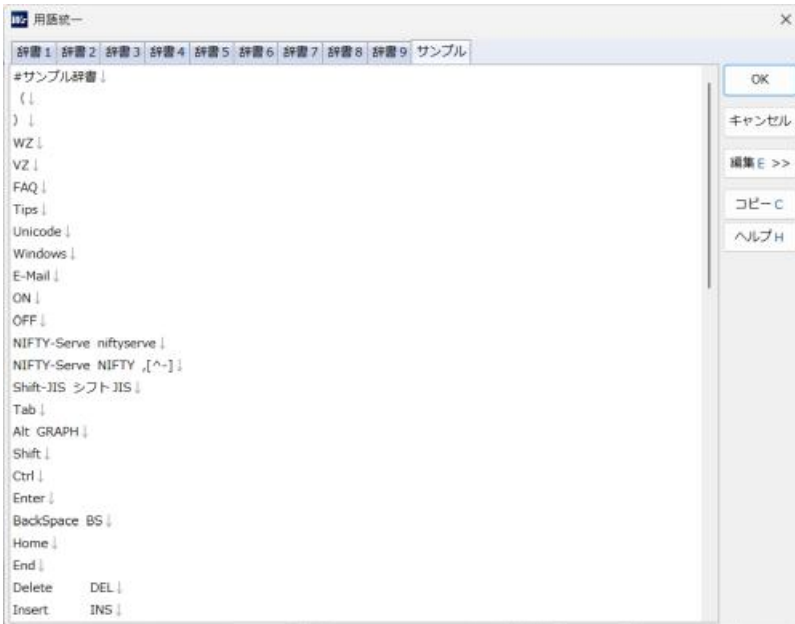 WZ 用語統一
辞書1 辞書2 辞書3 辞書4 辞書5 辞書6 辞書7 辞書8 辞書9 サンプル
#サンプル辞書↓
(↓
)↓
WZ↓
VZ↓
FAQ↓
Tips↓
Unicode↓
Windows↓
E-Mail↓
ON↓
OFF↓
NIFTY-Serve niftyserve↓
NIFTY-Serve NIFTY ,[^-]↓
Shift-JIS シフトJIS↓
Tab↓
Alt GRAPH↓
Shift↓
Ctrl↓
Enter↓
BackSpace BS↓
Home↓
End↓
Delete DEL↓
Insert INS↓
OK
キャンセル
編集E >>
コピーC
ヘルプH